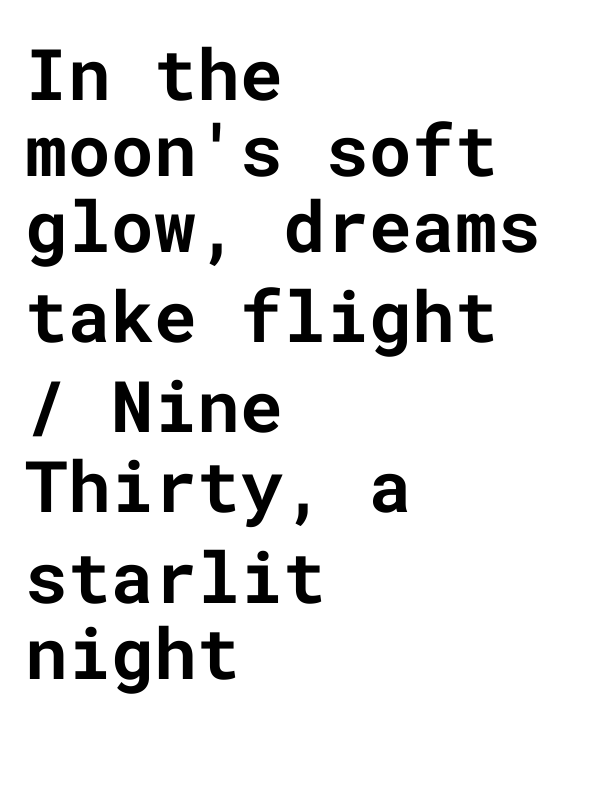 In the
moon's soft
glow, dreams
take flight
/ Nine
Thirty, a
starlit
night